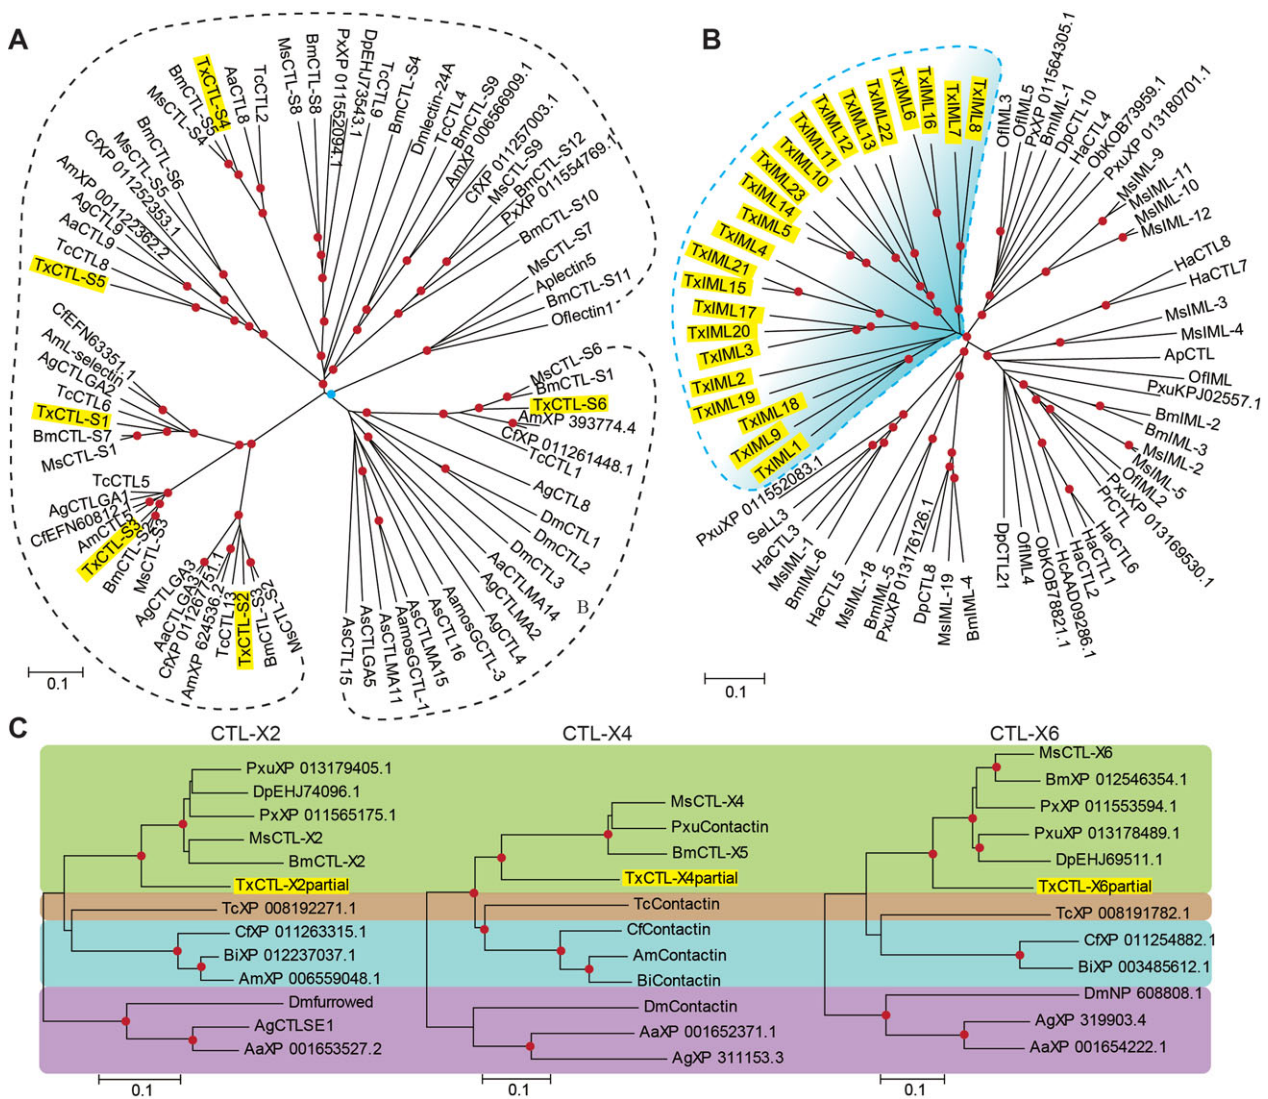 A
BmCTL-S5
MsCTL-S4
TxCTL-S4
AaCTL8
TcCTL2
MsCTL-S8
BmCTL-S8
PxXP 011552094.1
DpEHJ73543.1
TcCTL9
BmCTL-S4
Dmlectin-24A
TcCTL4
BmCTL-S9
AmXP 006566909.1
CfXP 011257003.1
MsCTL-S9
BmCTL-S12
PxXP 011554769.1
BmCTL-S10
MsCTL-S7
Aplectin5
BmCTL-S11
Oflectin1
BmCTL-S6
MsCTL-S5
CfXP 011252353.1
AmXP 001122362.2
AgCTL9
AaCTL9
TcCTL8
TxCTL-S5
CfEFN63351.1
AmL-selectin
AgCTLGA2
TcCTL6
TxCTL-S1
BmCTL-S7
MsCTL-S1
TcCTL5
AgCTLGA1
CfEFN60812.1
AmCTL5
TxCTL-S3
BmCTL-S2
MsCTL-S3
AgCTLGA3
AaCTLGA3
CfXP 011267751.1
AmXP 624536.2
TcCTL13
TxCTL-S2
BmCTL-S3
MsCTL-S2
MsCTL-S6
BmCTL-S1
TxCTL-S6
AmXP 393774.4
CfXP 011261448.1
TcCTL1
AgCTL8
DmCTL1
DmCTL2
DmCTL3
AaCTLMA14
AgCTLMA2
AgCTL4
AamosGCTL-3
AsCTL16
AsCTLMA15
AamosGCTL-1
AsCTLMA11
AsCTLGA5
AsCTL15
B
0.1
B
TxIML8
TxIML7
TxIML16
TxIML6
TxIML22
TxIML13
TxIML12
TxIML11
TxIML10
TxIML23
TxIML14
TxIML5
TxIML4
TxIML21
TxIML15
TxIML17
TxIML20
TxIML3
TxIML2
TxIML19
TxIML18
TxIML9
TxIML1
OfIML3
OfIML5
PxXP 011564305.1
BmIML-1
DpCTL10
HaCTL4
ObKOB73959.1
PxuXP 013180701.1
MsIML-9
MsIML-11
MsIML-10
MsIML-12
HaCTL8
HaCTL7
MsIML-3
MsIML-4
ApCTL
OfIML
PxuKPJ02557.1
BmIML-2
BmIML-3
MsIML-2
MsIML-5
OfIML2
PxuXP 013169530.1
PrCTL
HaCTL6
HaCTL1
HaCTL2
HcAAD09286.1
ObKOB78821.1
OfIML4
DpCTL21
BmIML-4
MsIML-19
DpCTL8
PxuXP 013176126.1
BmIML-5
MsIML-18
HaCTL5
BmIML-6
MsIML-1
HaCTL3
SeLL3
PxuXP 011552083.1
0.1
C
CTL-X2
CTL-X4
CTL-X6
PxuXP 013179405.1
DpEHJ74096.1
PxXP 011565175.1
MsCTL-X2
BmCTL-X2
TxCTL-X2partial
TcXP 008192271.1
CfXP 011263315.1
BiXP 012237037.1
AmXP 006559048.1
Dmfurrowed
AgCTLSE1
AaXP 001653527.2
0.1
MsCTL-X4
PxuContactin
BmCTL-X5
TxCTL-X4partial
TcContactin
CfContactin
AmContactin
BiContactin
DmContactin
AaXP 001652371.1
AgXP 311153.3
0.1
MsCTL-X6
BmXP 012546354.1
PxXP 011553594.1
PxuXP 013178489.1
DpEHJ69511.1
TxCTL-X6partial
TcXP 008191782.1
CfXP 011254882.1
BiXP 003485612.1
DmNP 608808.1
AgXP 319903.4
AaXP 001654222.1
0.1